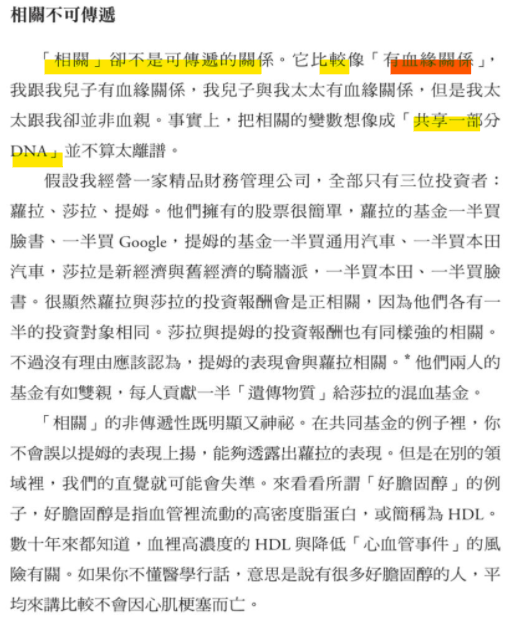 相關不可傳遞
「相關」卻不是可傳遞的關係。它比較像「有血緣關係」，
我跟我兒子有血緣關係，我兒子與我太太有血緣關係，但是我太
太跟我卻並非血親。事實上，把相關的變數想像成「共享一部分
DNA」並不算太離譜。
假設我經營一家精品財務管理公司，全部只有三位投資者：
蘿拉、莎拉、提姆。他們擁有的股票很簡單，蘿拉的基金一半買
臉書、一半買 Google，提姆的基金一半買通用汽車、一半買本田
汽車，莎拉是新經濟與舊經濟的騎牆派，一半買本田、一半買臉
書。很顯然蘿拉與莎拉的投資報酬會是正相關，因為他們各有一
半的投資對象相同。莎拉與提姆的投資報酬也有同樣強的相關。
不過沒有理由應該認為，提姆的表現會與蘿拉相關。* 他們兩人的
基金有如雙親，每人貢獻一半「遺傳物質」給莎拉的混血基金。
「相關」的非傳遞性既明顯又神祕。在共同基金的例子裡，你
不會誤以提姆的表現上揚，能夠透露出蘿拉的表現。但是在別的領
域裡，我們的直覺就可能會失準。來看看所謂「好膽固醇」的例
子，好膽固醇是指血管裡流動的高密度脂蛋白，或簡稱為 HDL。
數十年來都知道，血裡高濃度的 HDL 與降低「心血管事件」的風
險有關。如果你不懂醫學行話，意思是說有很多好膽固醇的人，平
均來講比較不會因心肌梗塞而亡。